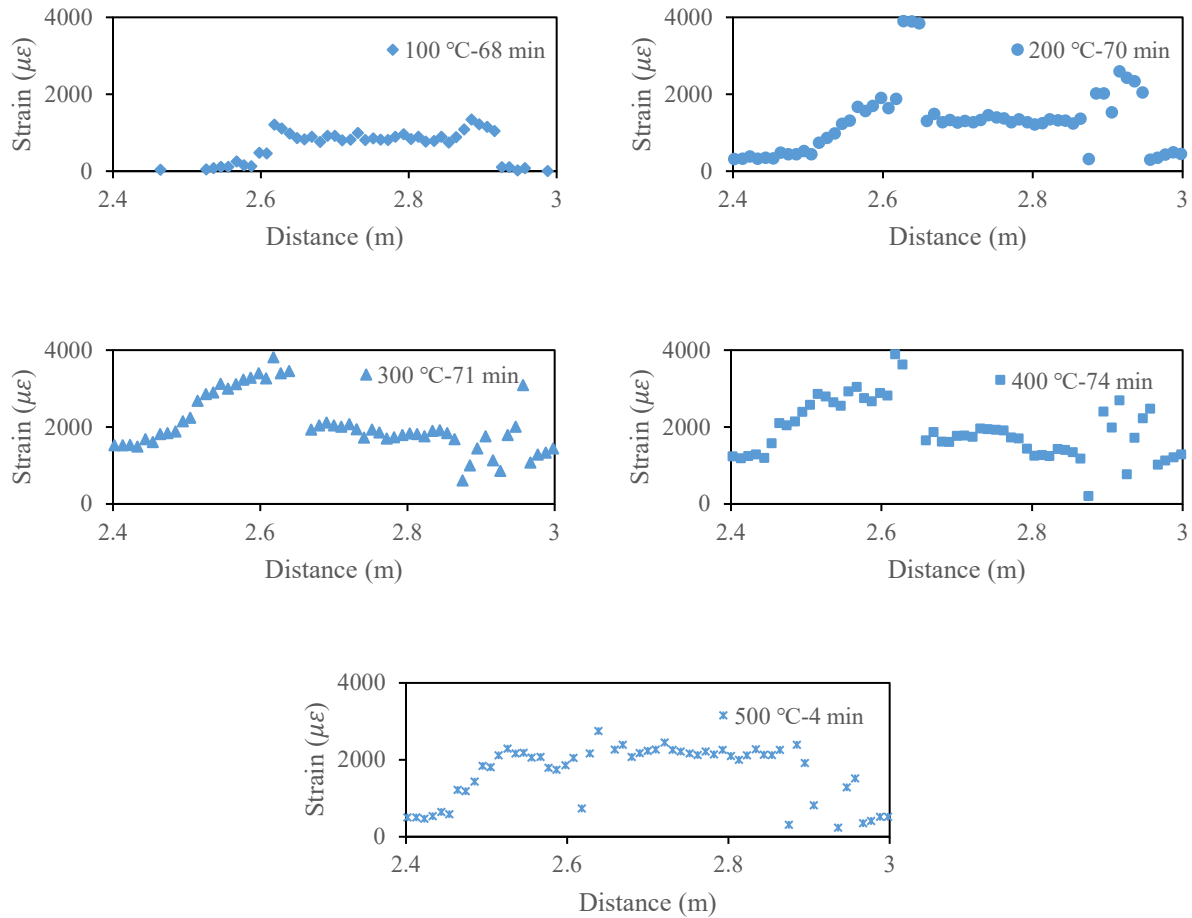 4000
2000
0
Strain (με)
100 ℃-68 min
2.4 2.6 2.8 3
Distance (m)
4000
2000
0
Strain (με)
200 ℃-70 min
2.4 2.6 2.8 3
Distance (m)
4000
2000
0
Strain (με)
300 ℃-71 min
2.4 2.6 2.8 3
Distance (m)
4000
2000
0
Strain (με)
400 ℃-74 min
2.4 2.6 2.8 3
Distance (m)
4000
2000
0
Strain (με)
500 ℃-4 min
2.4 2.6 2.8 3
Distance (m)